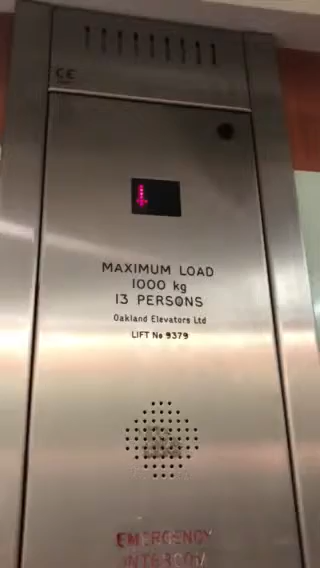 CE
MAXIMUM LOAD
1000 kg
13 PERSONS
Oakland Elevators Ltd
LIFT No 9379
EMERGENCY
INTERCOM